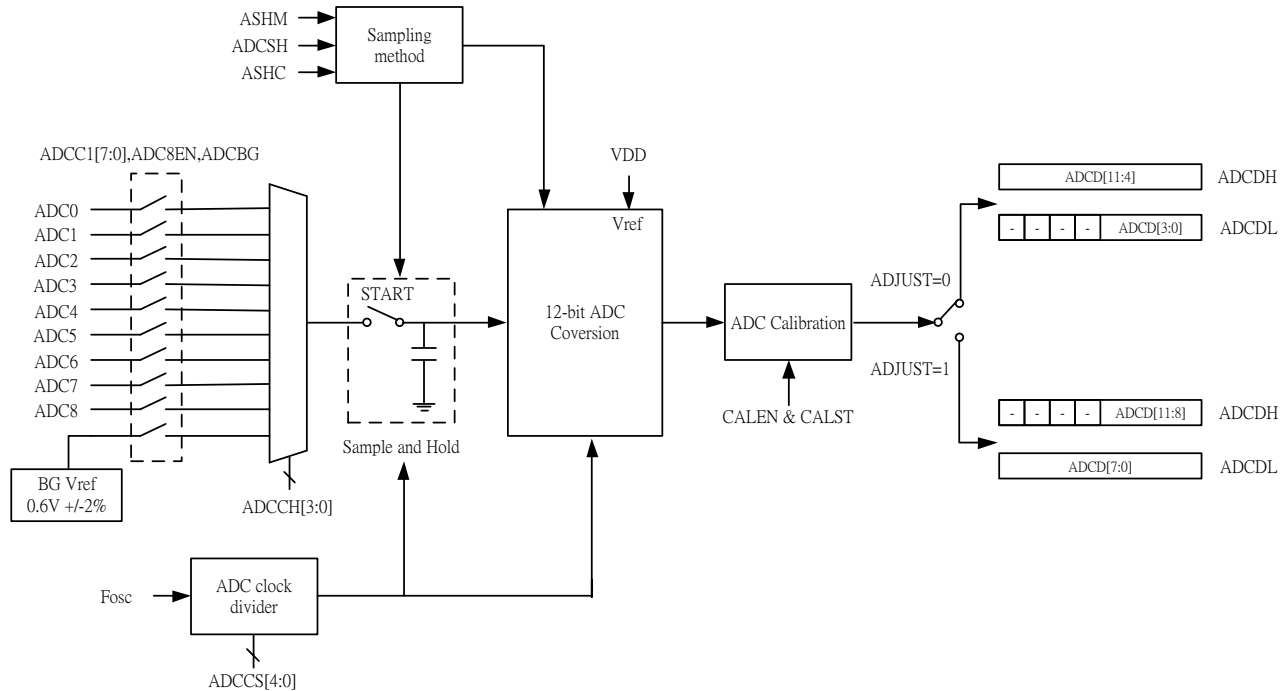 ASHM
ADCSH
ASHC
Sampling
method
ADCC1[7:0],ADC8EN,ADCBG
ADC0
ADC1
ADC2
ADC3
ADC4
ADC5
ADC6
ADC7
ADC8
BG Vref
0.6V +/-2%
ADCCH[3:0]
START
Sample and Hold
VDD
Vref
12-bit ADC
Coversion
ADC Calibration
CALEN & CALST
ADJUST=0
ADJUST=1
ADCD[11:4] ADCDH
- - - - ADCD[3:0] ADCDL
- - - - ADCD[11:8] ADCDH
ADCD[7:0] ADCDL
Fosc
ADC clock
divider
ADCCS[4:0]